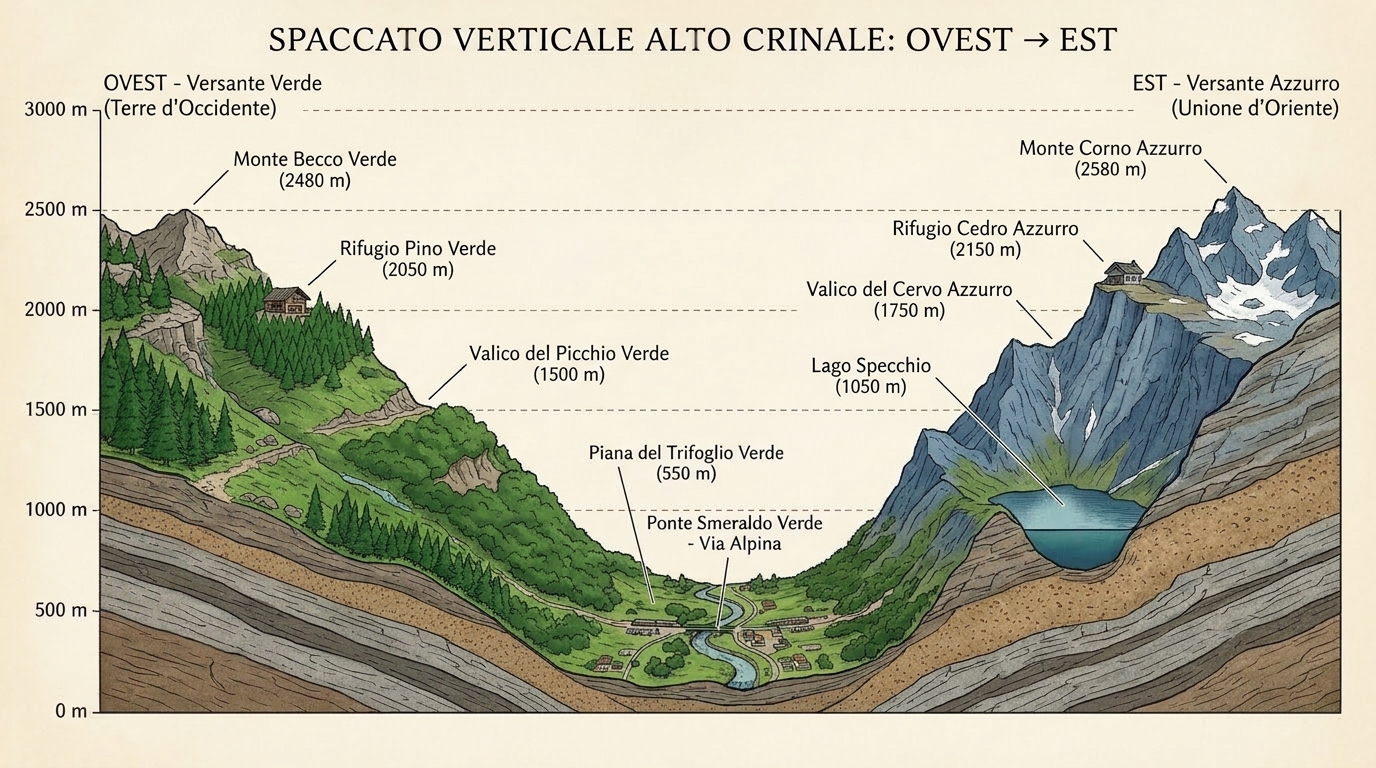 SPACCATO VERTICALE ALTO CRINALE: OVEST → EST
OVEST - Versante Verde
(Terre d'Occidente)
EST - Versante Azzurro
(Unione d'Oriente)
3000 m
Monte Becco Verde
(2480 m)
Monte Corno Azzurro
(2580 m)
2500 m
Rifugio Pino Verde
(2050 m)
Rifugio Cedro Azzurro
(2150 m)
2000 m
Valico del Cervo Azzurro
(1750 m)
Valico del Picchio Verde
(1500 m)
Lago Specchio
(1050 m)
1500 m
Piana del Trifoglio Verde
(550 m)
1000 m
Ponte Smeraldo Verde
- Via Alpina
500 m
0 m